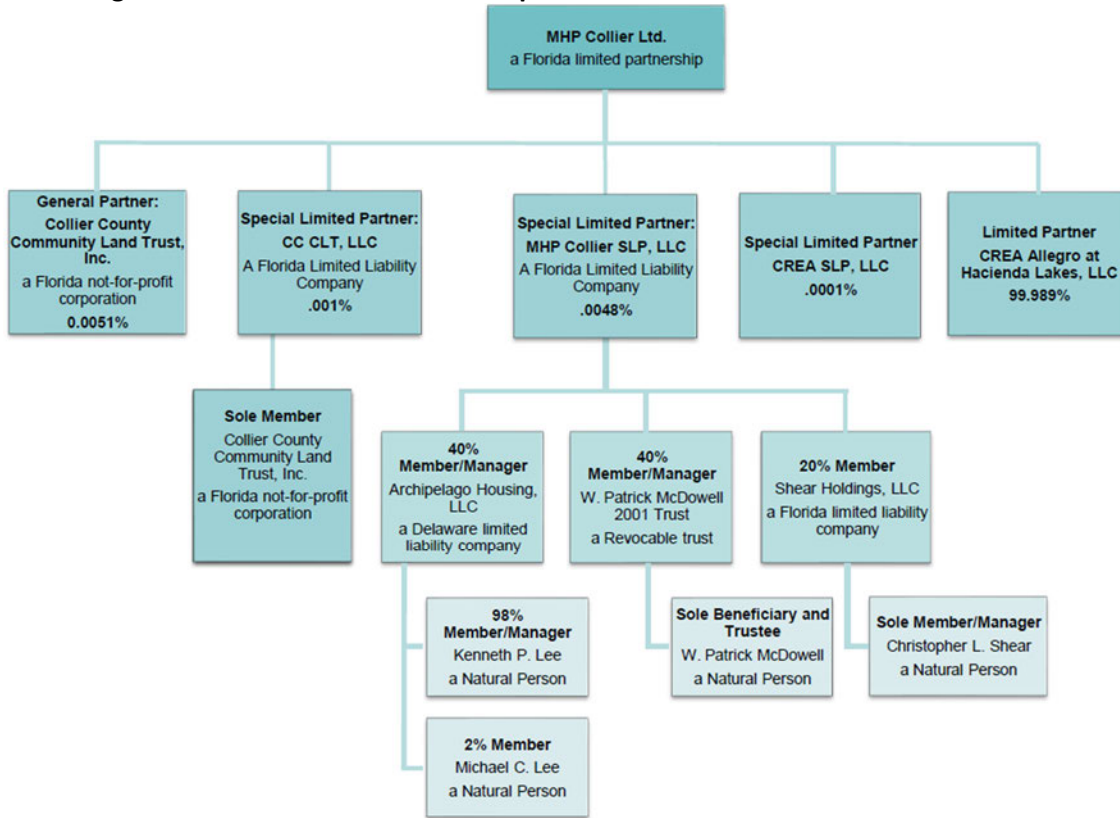 MHP Collier Ltd.
a Florida limited partnership
General Partner:
Collier County
Community Land Trust,
Inc.
a Florida not-for-profit
corporation
0.0051%
Special Limited Partner:
CC CLT, LLC
A Florida Limited Liability
Company
.001%
Special Limited Partner:
MHP Collier SLP, LLC
A Florida Limited Liability
Company
.0048%
Special Limited Partner
CREA SLP, LLC
.0001%
Limited Partner
CREA Allegro at
Hacienda Lakes, LLC
99.989%
Sole Member
Collier County
Community Land
Trust, Inc.
a Florida not-for-profit
corporation
40%
Member/Manager
Archipelago Housing,
LLC
a Delaware limited
liability company
40%
Member/Manager
W. Patrick McDowell
2001 Trust
a Revocable trust
20% Member
Shear Holdings, LLC
a Florida limited liability
company
98%
Member/Manager
Kenneth P. Lee
a Natural Person
Sole Beneficiary and
Trustee
W. Patrick McDowell
a Natural Person
Sole Member/Manager
Christopher L. Shear
a Natural Person
2% Member
Michael C. Lee
a Natural Person